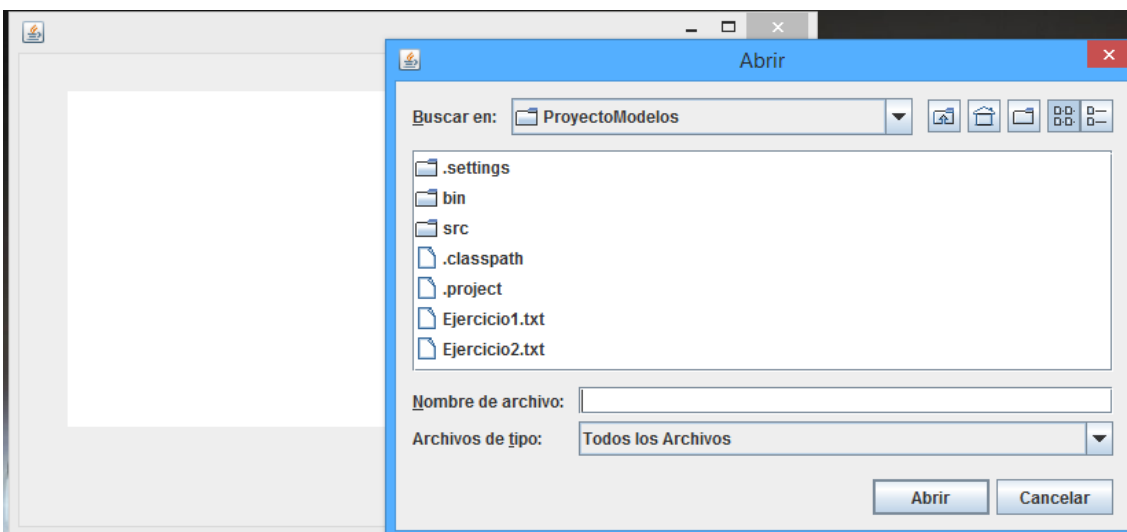 Abrir
Buscar en: ProyectoModelos
.settings
bin
src
.classpath
.project
Ejercicio1.txt
Ejercicio2.txt
Nombre de archivo:
Archivos de tipo: Todos los Archivos
Abrir Cancelar